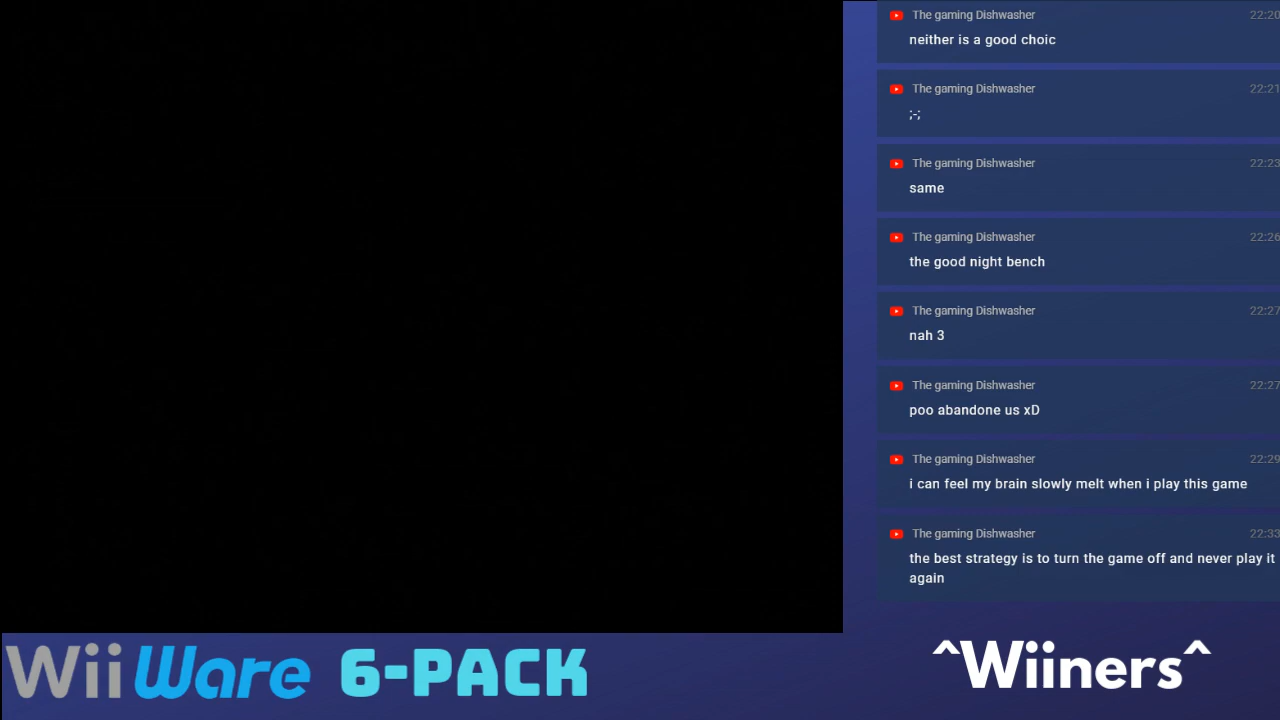 The gaming Dishwasher 22:20
neither is a good choic
The gaming Dishwasher 22:21
;-;
The gaming Dishwasher 22:23
same
The gaming Dishwasher 22:26
the good night bench
The gaming Dishwasher 22:27
nah 3
The gaming Dishwasher 22:27
poo abandone us xD
The gaming Dishwasher 22:29
i can feel my brain slowly melt when i play this game
The gaming Dishwasher 22:33
the best strategy is to turn the game off and never play it
again
WiiWare 6-PACK
^Wiiners^